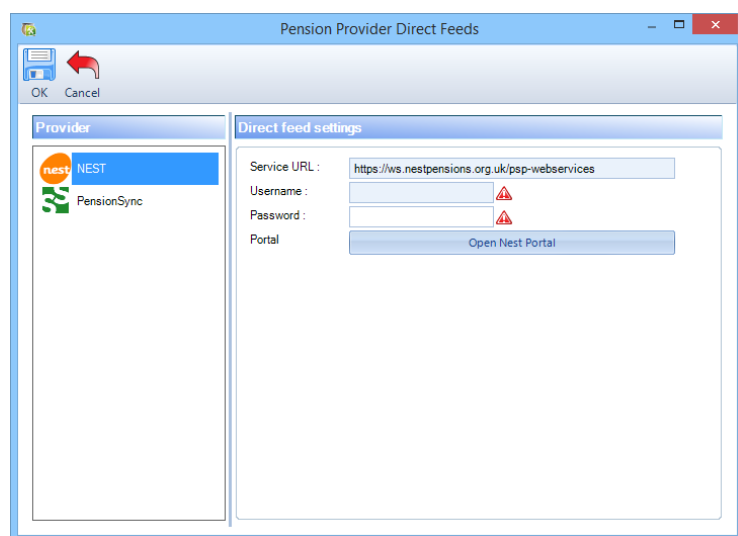 Pension Provider Direct Feeds
OK Cancel
Provider
nest NEST
PensionSync
Direct feed settings
Service URL : https://ws.nestpensions.org.uk/psp-webservices
Username :
Password :
Portal Open Nest Portal